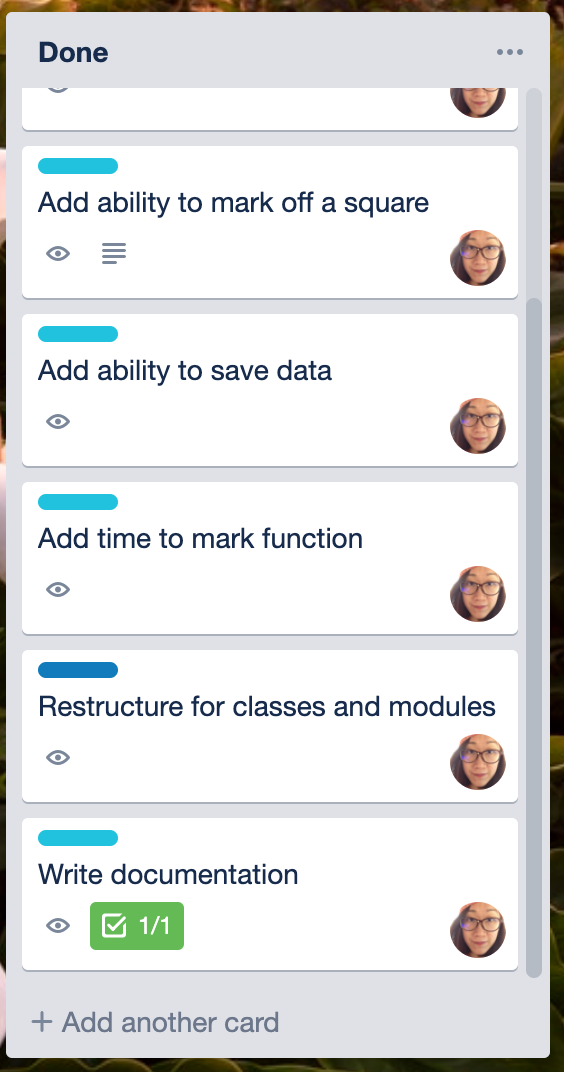 Done
Add ability to mark off a square
Add ability to save data
Add time to mark function
Restructure for classes and modules
Write documentation
1/1
+ Add another card